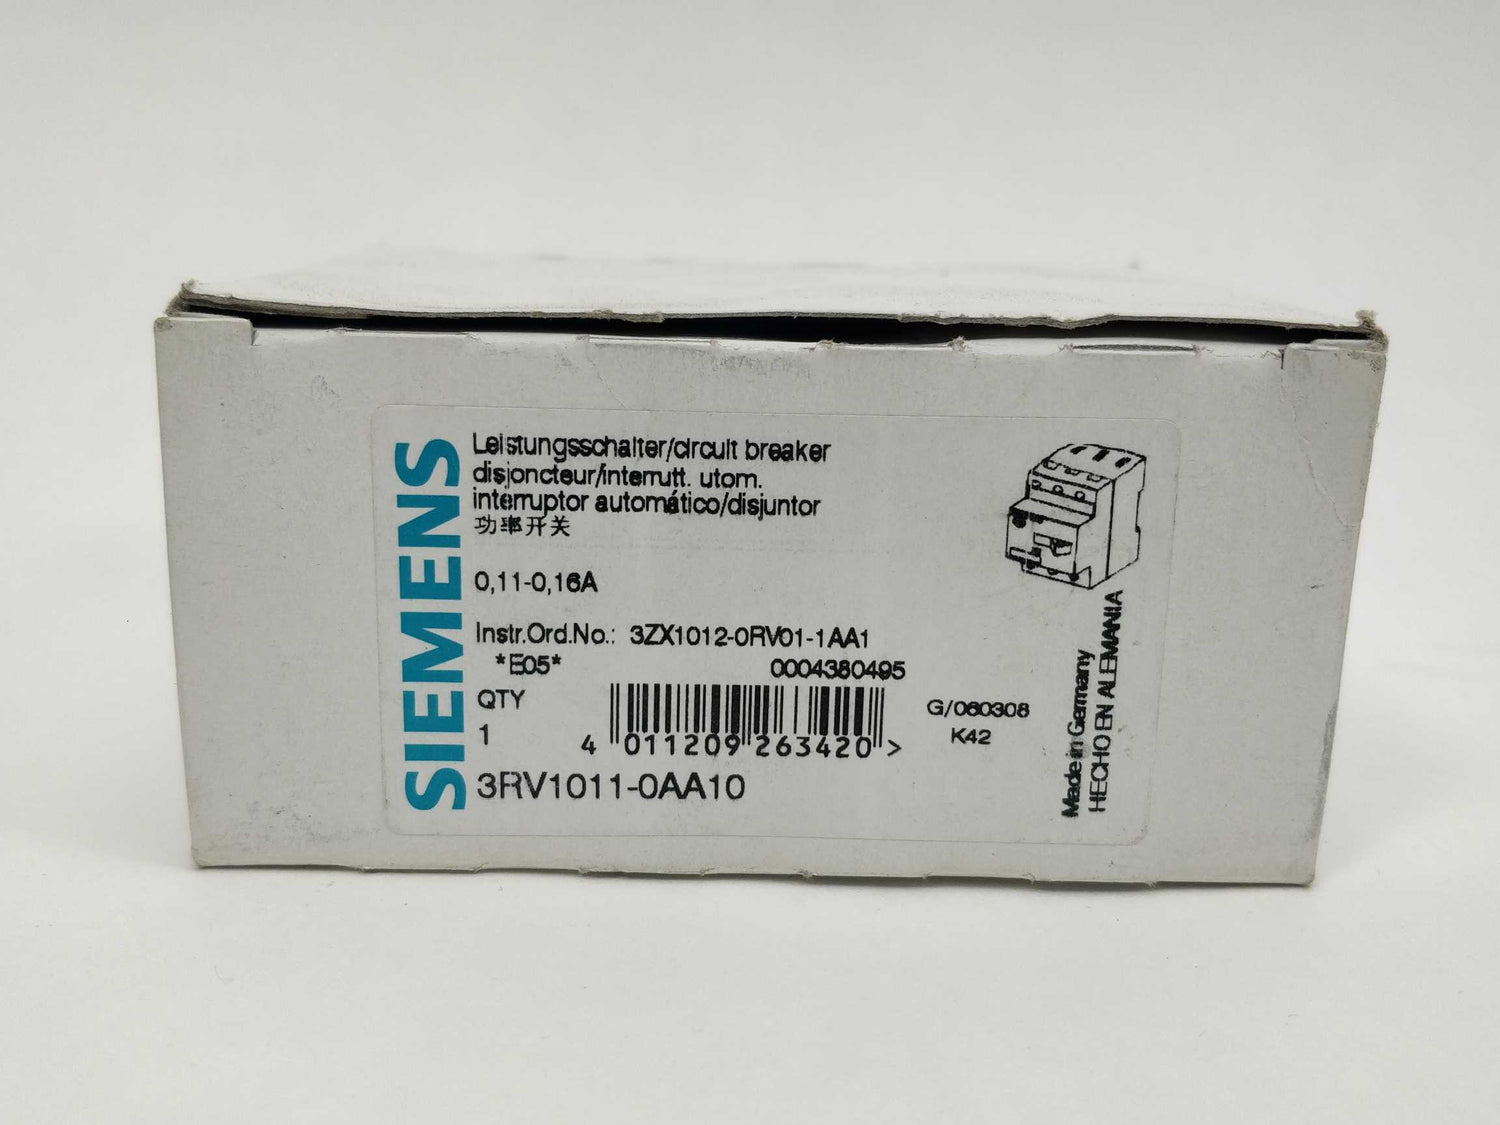 SIEMENS
Leistungsschalter/circuit breaker
disjoncteur/interrutt. utom.
interruptor automático/disjuntor
功率开关
0,11-0,16A
Instr.Ord.No.: 3ZX1012-0RV01-1AA1
*E05* 0004380495
QTY
1
4 011209 263420 >
G/060308
K42
3RV1011-0AA10
Made in Germany
HECHO EN ALEMANIA